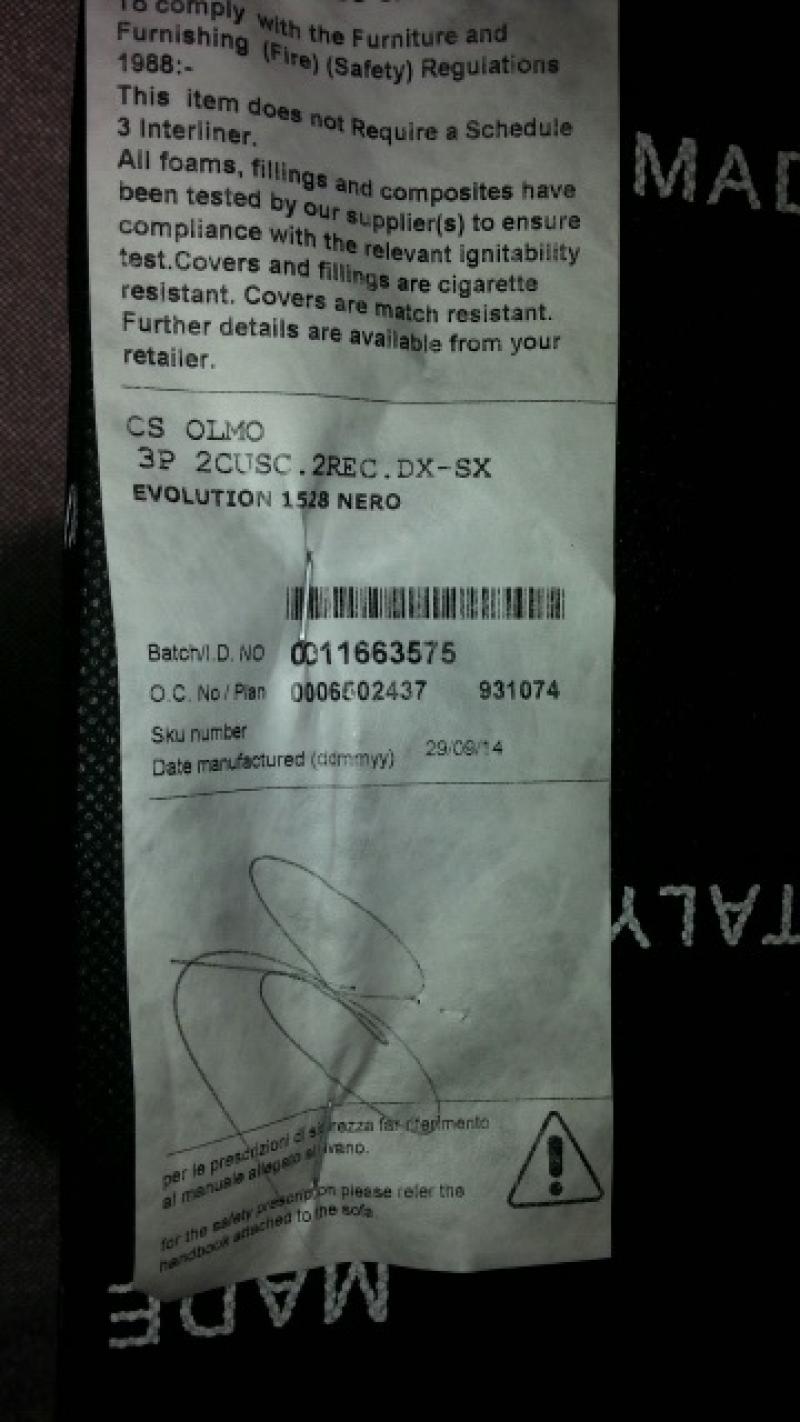 To comply with the Furniture and
Furnishing (Fire) (Safety) Regulations
1988:-
This item does not Require a Schedule
3 Interliner.
All foams, fillings and composites have
been tested by our supplier(s) to ensure
compliance with the relevant ignitability
test.Covers and fillings are cigarette
resistant. Covers are match resistant.
Further details are available from your
retailer.
CS OLMO
3P 2CUSC.2REC.DX-SX
EVOLUTION 1528 NERO
Batch/I.D. NO 0011663575
O.C. No / Plan 0006602437 931074
Sku number
Date manufactured (ddmmyy) 29/09/14
per le prescrizioni di sicurezza far riferimento
al manuale allegato al divano.
for the safety prescription please refer the
handbook attached to the sofa.
MAD
ITALY
MADE